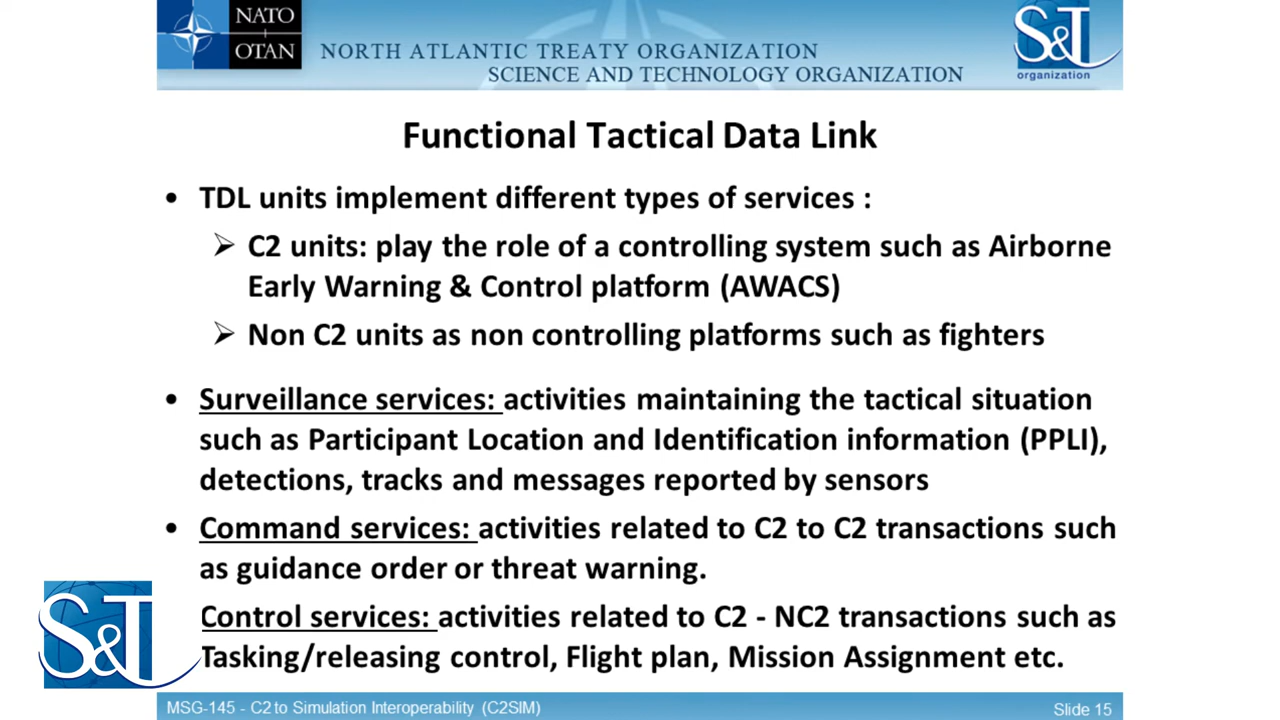 NATO
OTAN
NORTH ATLANTIC TREATY ORGANIZATION
SCIENCE AND TECHNOLOGY ORGANIZATION
S&T
organization
Functional Tactical Data Link
• TDL units implement different types of services :
➢ C2 units: play the role of a controlling system such as Airborne
Early Warning & Control platform (AWACS)
➢ Non C2 units as non controlling platforms such as fighters
• Surveillance services: activities maintaining the tactical situation
such as Participant Location and Identification information (PPLI),
detections, tracks and messages reported by sensors
• Command services: activities related to C2 to C2 transactions such
as guidance order or threat warning.
Control services: activities related to C2 - NC2 transactions such as
Tasking/releasing control, Flight plan, Mission Assignment etc.
S&T
MSG-145 - C2 to Simulation Interoperability (C2SIM)
Slide 15